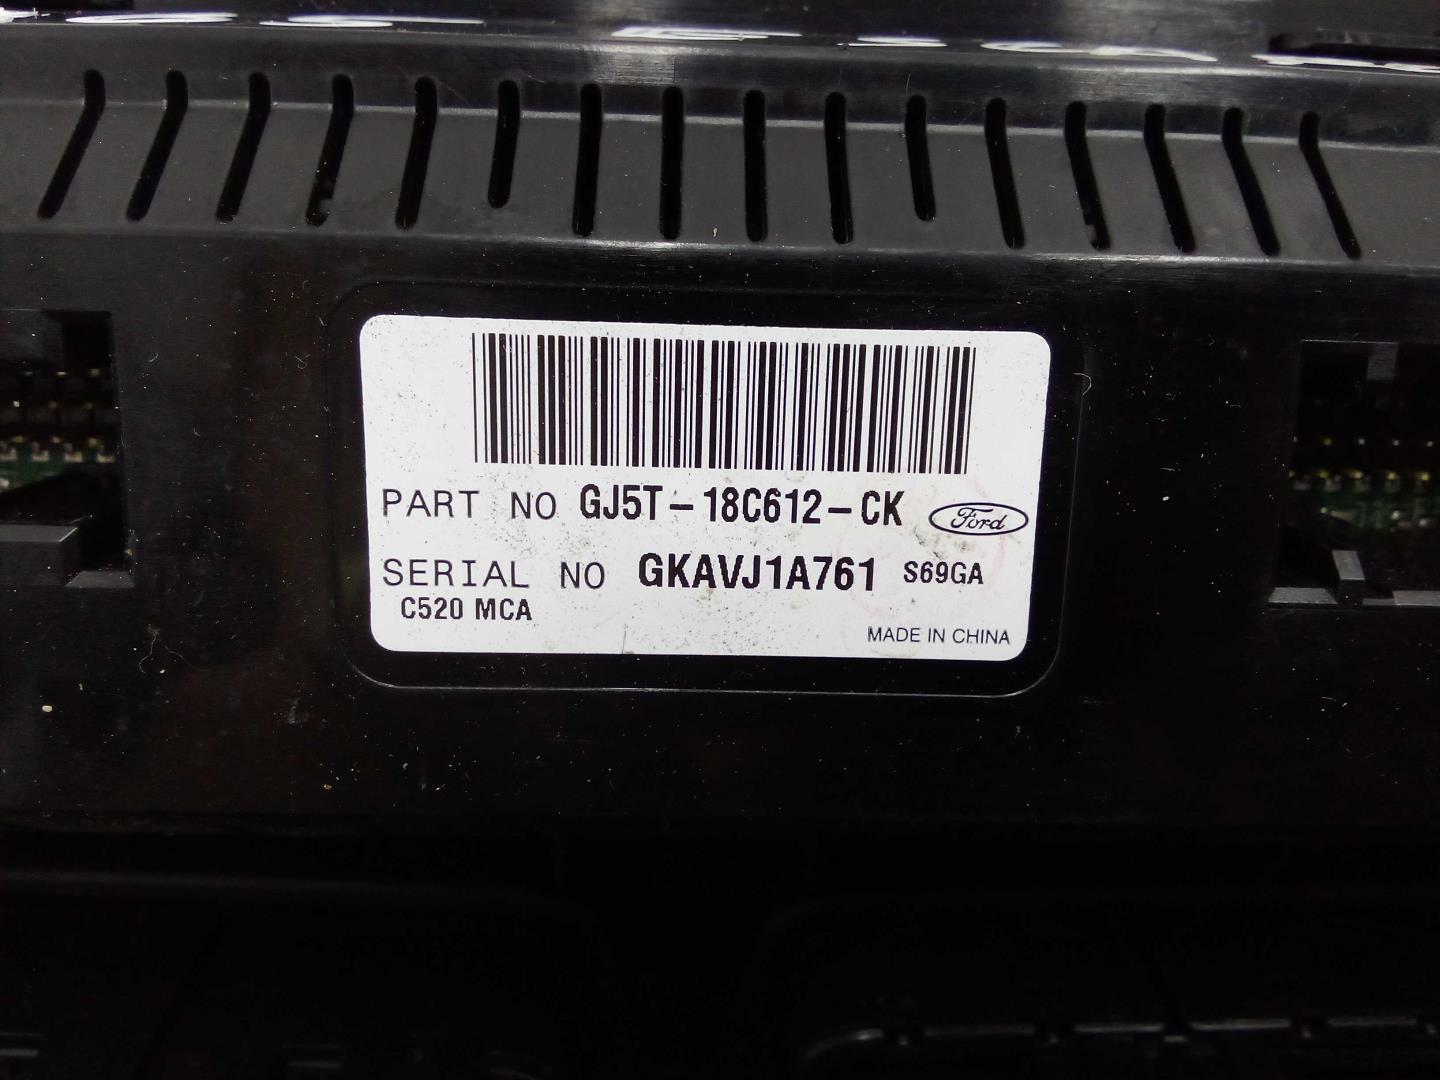 PART NO GJ5T-18C612-CK Ford
SERIAL NO GKAVJ1A761 S69GA
C520 MCA
MADE IN CHINA